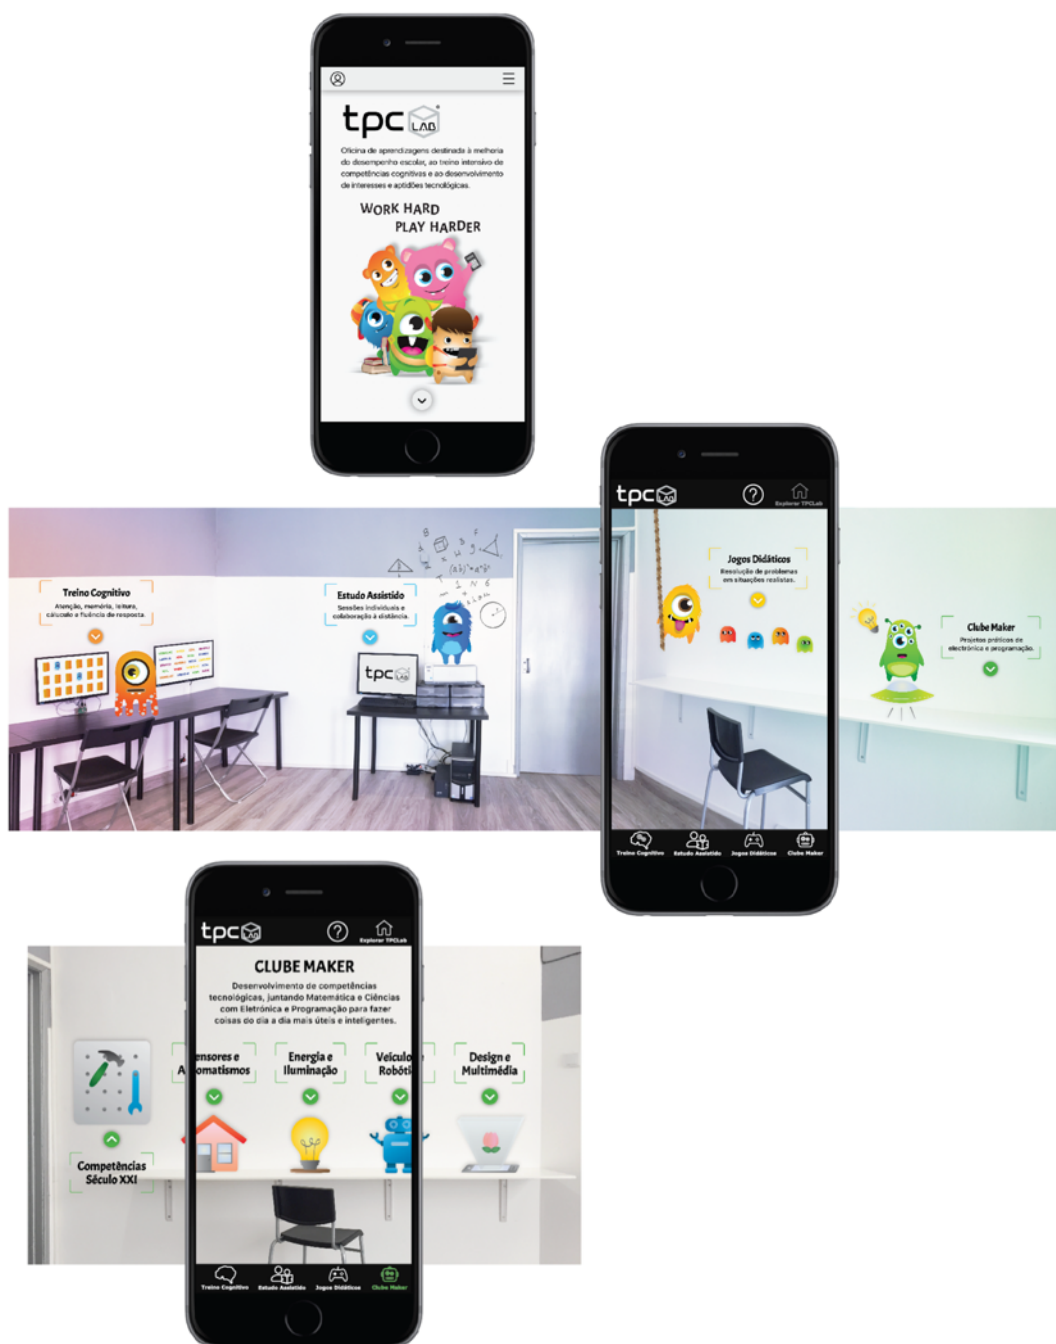 tpc LAB
Oficina de aprendizagens destinada à melhoria
do desempenho escolar, ao treino intensivo de
competências cognitivas e ao desenvolvimento
de interesses e aptidões tecnológicas.
WORK HARD
PLAY HARDER
tpc LAB
?
Explorar TPCLab
Treino Cognitivo
Atenção, memória, leitura,
cálculo e fluência de resposta.
Estudo Assistido
Sessões individuais e
colaboração à distância.
tpc LAB
Jogos Didáticos
Resolução de problemas
em situações realistas.
Clube Maker
Projetos práticos de
electrónica e programação.
Treino Cognitivo
Estudo Assistido
Jogos Didáticos
Clube Maker
tpc LAB
?
Explorar TPCLab
CLUBE MAKER
Desenvolvimento de competências
tecnológicas, juntando Matemática e Ciências
com Eletrónica e Programação para fazer
coisas do dia a dia mais úteis e inteligentes.
Energia e
Iluminação
Design e
Multimédia
Competências
Século XXI
Treino Cognitivo
Estudo Assistido
Jogos Didáticos
Clube Maker